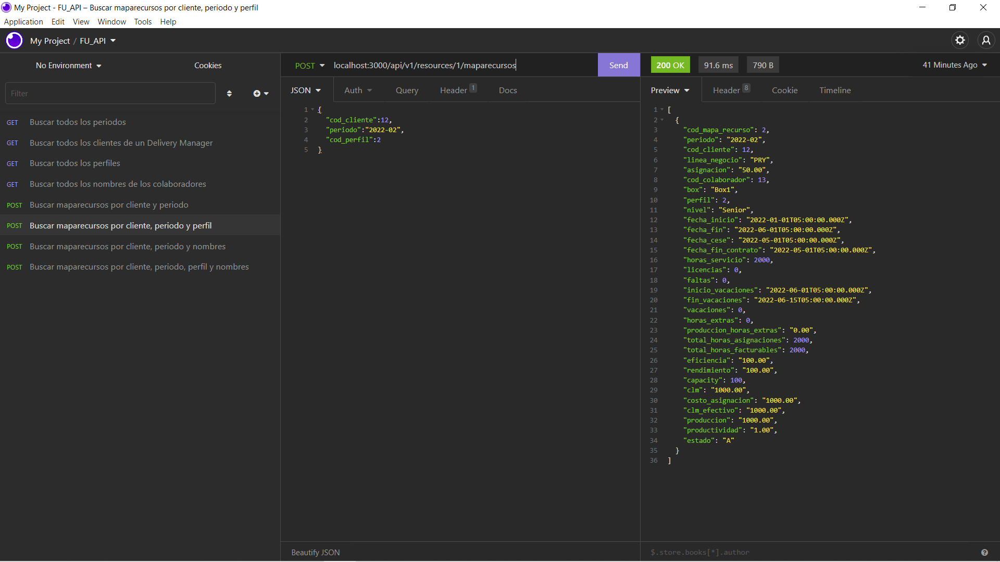 My Project - FU_API – Buscar maparecursos por cliente, periodo y perfil
Application Edit View Window Tools Help
My Project / FU_API
No Environment Cookies
Filter
GET Buscar todos los periodos
GET Buscar todos los clientes de un Delivery Manager
GET Buscar todos los perfiles
GET Buscar todos los nombres de los colaboradores
POST Buscar maparecursos por cliente y periodo
POST Buscar maparecursos por cliente, periodo y perfil
POST Buscar maparecursos por cliente, periodo y nombres
POST Buscar maparecursos por cliente, periodo, perfil y nombres
POST localhost:3000/api/v1/resources/1/maparecursos Send
JSON Auth Query Header 1 Docs
1 {
2 "cod_cliente":12,
3 "periodo":"2022-02",
4 "cod_perfil":2
5 }
Beautify JSON
200 OK 91.6 ms 790 B 41 Minutes Ago
Preview Header 8 Cookie Timeline
1 [
2 {
3 "cod_mapa_recurso": 2,
4 "periodo": "2022-02",
5 "cod_cliente": 12,
6 "linea_negocio": "PRY",
7 "asignacion": "50.00",
8 "cod_colaborador": 13,
9 "box": "Box1",
10 "perfil": 2,
11 "nivel": "Senior",
12 "fecha_inicio": "2022-01-01T05:00:00.000Z",
13 "fecha_fin": "2022-06-01T05:00:00.000Z",
14 "fecha_cese": "2022-05-01T05:00:00.000Z",
15 "fecha_fin_contrato": "2022-05-01T05:00:00.000Z",
16 "horas_servicio": 2000,
17 "licencias": 0,
18 "faltas": 0,
19 "inicio_vacaciones": "2022-06-01T05:00:00.000Z",
20 "fin_vacaciones": "2022-06-15T05:00:00.000Z",
21 "vacaciones": 0,
22 "horas_extras": 0,
23 "produccion_horas_extras": "0.00",
24 "total_horas_asignaciones": 2000,
25 "total_horas_facturables": 2000,
26 "eficiencia": "100.00",
27 "rendimiento": "100.00",
28 "capacity": 100,
29 "clm": "1000.00",
30 "costo_asignacion": "1000.00",
31 "clm_efectivo": "1000.00",
32 "produccion": "1000.00",
33 "productividad": "1.00",
34 "estado": "A"
35 }
36 ]
$.store.books[*].author